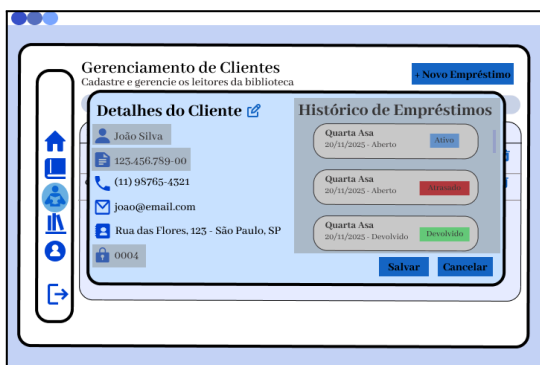 Gerenciamento de Clientes
Cadastre e gerencie os leitores da biblioteca
+ Novo Empréstimo
Detalhes do Cliente
João Silva
123.456.789-00
(11) 98765-4321
joao@email.com
Rua das Flores, 123 - São Paulo, SP
0004
Histórico de Empréstimos
Quarta Asa
20/11/2025 - Aberto
Ativo
Quarta Asa
20/11/2025 - Aberto
Atrasado
Quarta Asa
20/11/2025 - Devolvido
Devolvido
Salvar
Cancelar